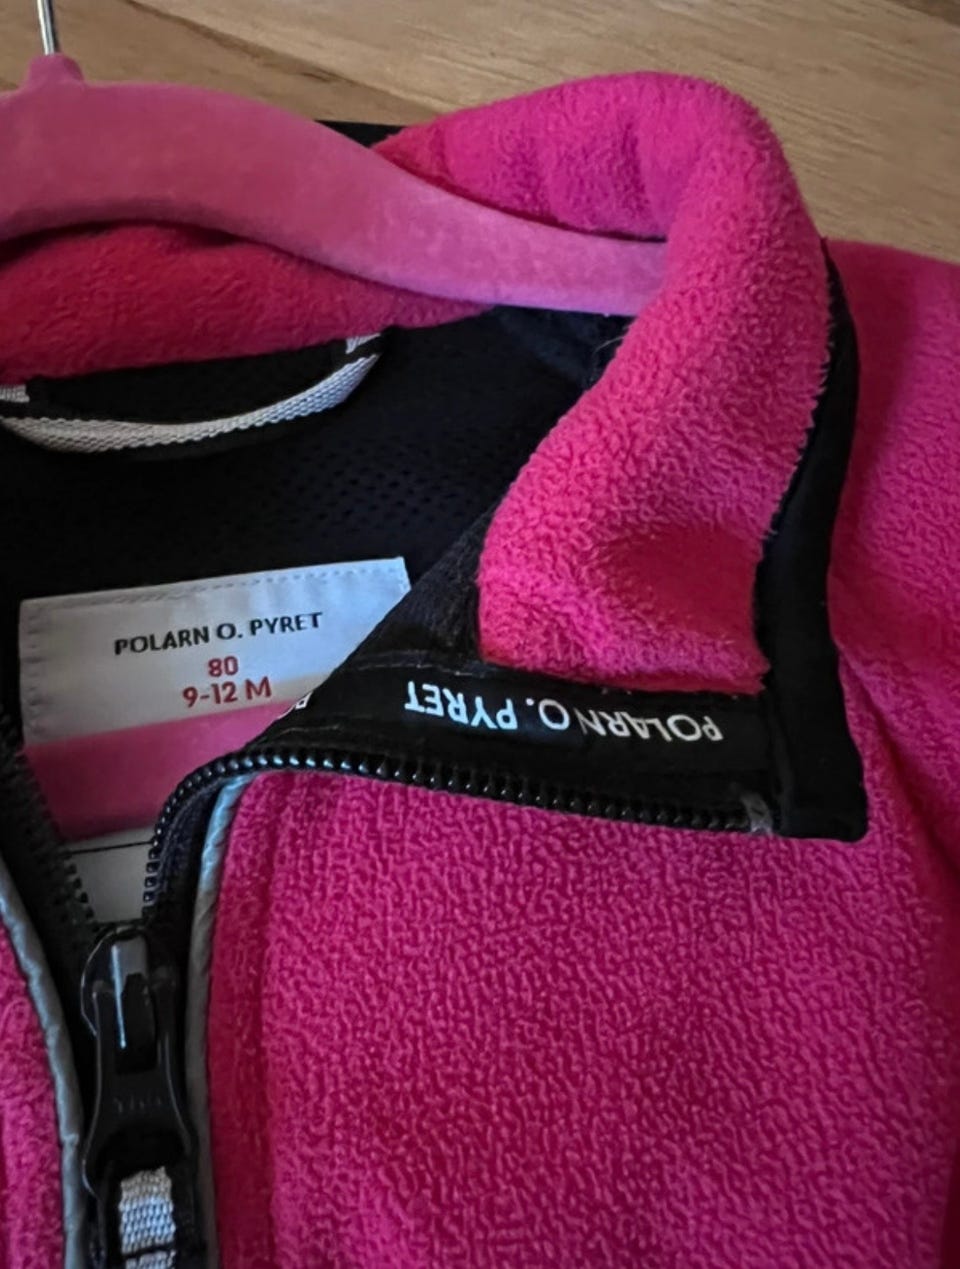 POLARN O. PYRET
80
9-12 M
POLARN O. PYRET